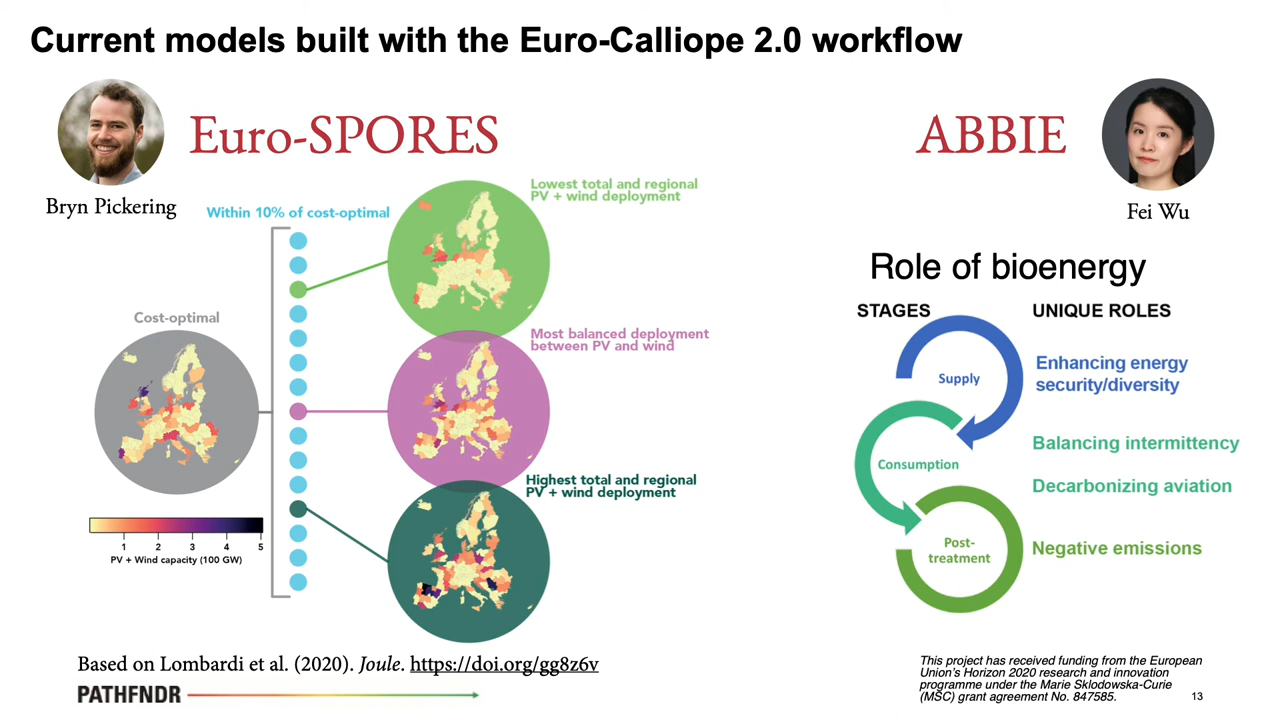 Current models built with the Euro-Calliope 2.0 workflow
Euro-SPORES
Bryn Pickering
Within 10% of cost-optimal
Cost-optimal
Lowest total and regional
PV + wind deployment
Most balanced deployment
between PV and wind
Highest total and regional
PV + wind deployment
1 2 3 4 5
PV + Wind capacity (100 GW)
Based on Lombardi et al. (2020). Joule. https://doi.org/gg8z6v
PATHFNDR
ABBIE
Fei Wu
Role of bioenergy
STAGES
UNIQUE ROLES
Supply
Enhancing energy
security/diversity
Consumption
Balancing intermittency
Decarbonizing aviation
Post-
treatment
Negative emissions
This project has received funding from the European
Union's Horizon 2020 research and innovation
programme under the Marie Sklodowska-Curie
(MSC) grant agreement No. 847585.
13